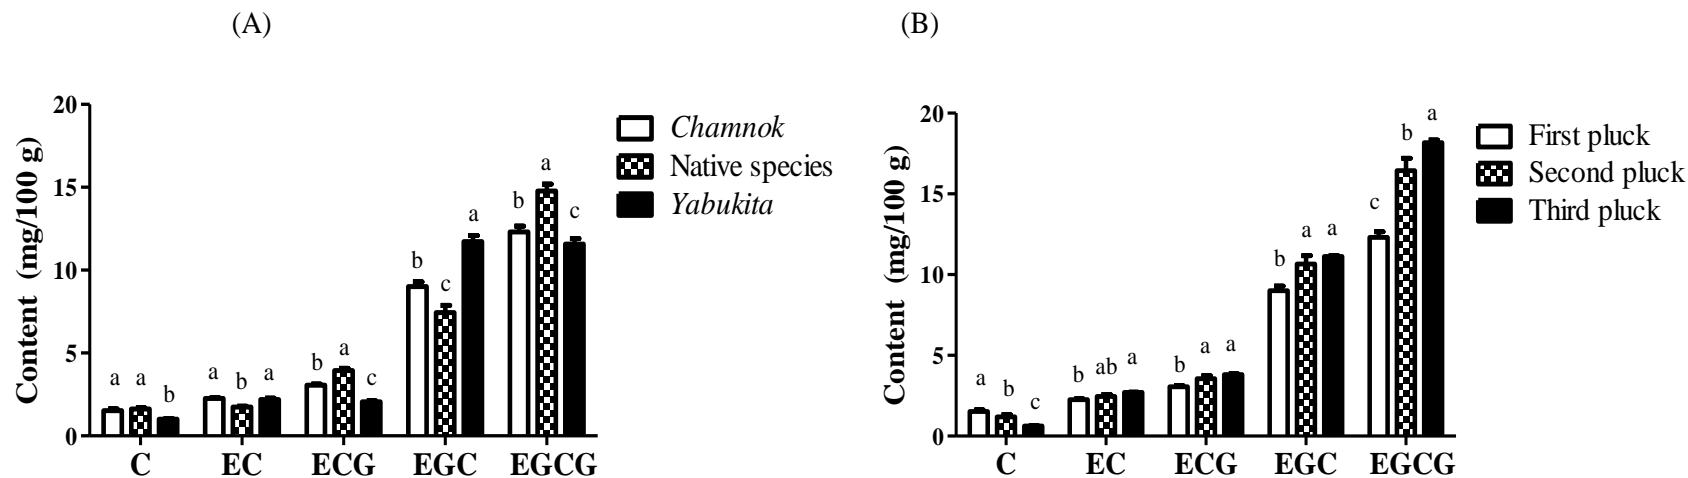 (A)
Content (mg/100 g)
20
15
10
5
0
a a b
a b a
b a c
b c a
b a c
C EC ECG EGC EGCG
Chamnok
Native species
Yabukita
(B)
Content (mg/100 g)
20
15
10
5
0
a b c
b ab a
b a a
b a a
c b a
C EC ECG EGC EGCG
First pluck
Second pluck
Third pluck